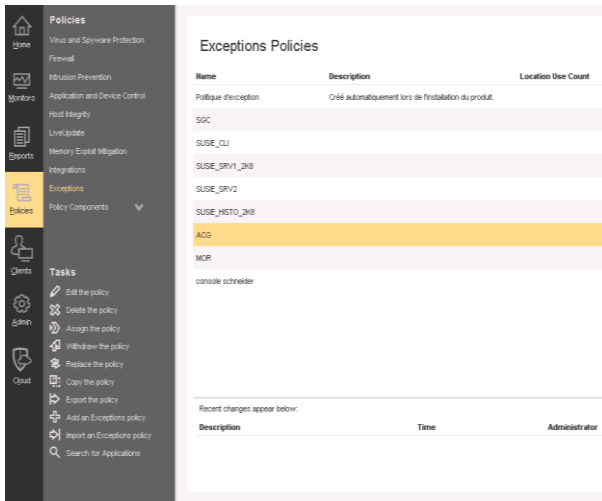 Home
Monitors
Reports
Policies
Clients
Admin
Cloud
Policies
Virus and Spyware Protection
Firewall
Intrusion Prevention
Application and Device Control
Host Integrity
LiveUpdate
Memory Exploit Mitigation
Integrations
Exceptions
Policy Components
Tasks
Edit the policy
Delete the policy
Assign the policy
Withdraw the policy
Replace the policy
Copy the policy
Export the policy
Add an Exceptions policy
Import an Exceptions policy
Search for Applications
Exceptions Policies
Name Description Location Use Count
Politique d'exception Créé automatiquement lors de l'installation du produit.
SGC
SUSIE_CLI
SUSIE_SRV1_2K8
SUSIE_SRV2
SUSIE_HISTO_2K8
ACG
MOR
console schneider
Recent changes appear below:
Description Time Administrator